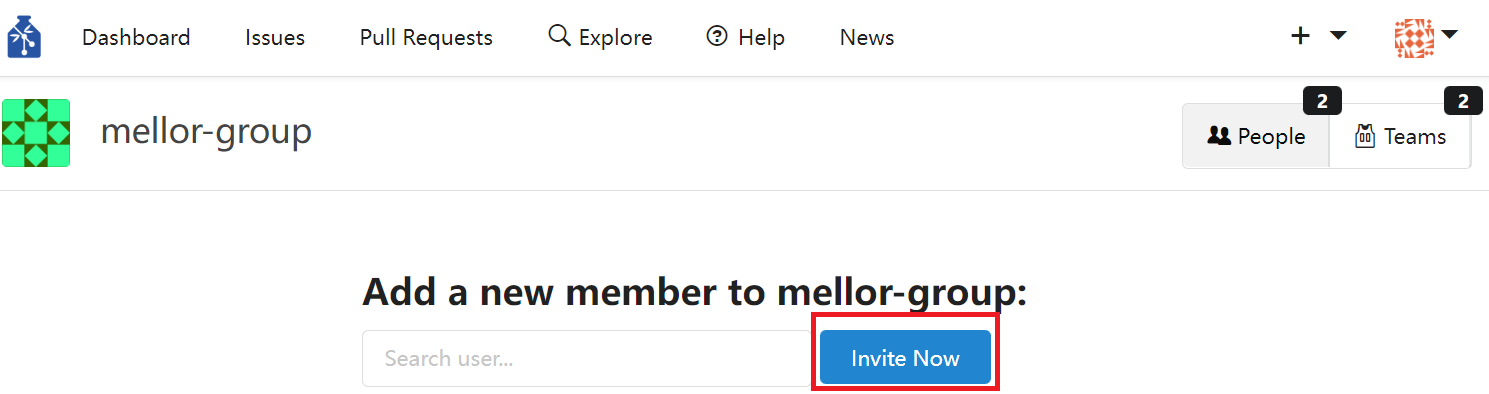 Dashboard Issues Pull Requests Explore Help News
2 2
mellor-group People Teams
Add a new member to mellor-group:
Search user... Invite Now